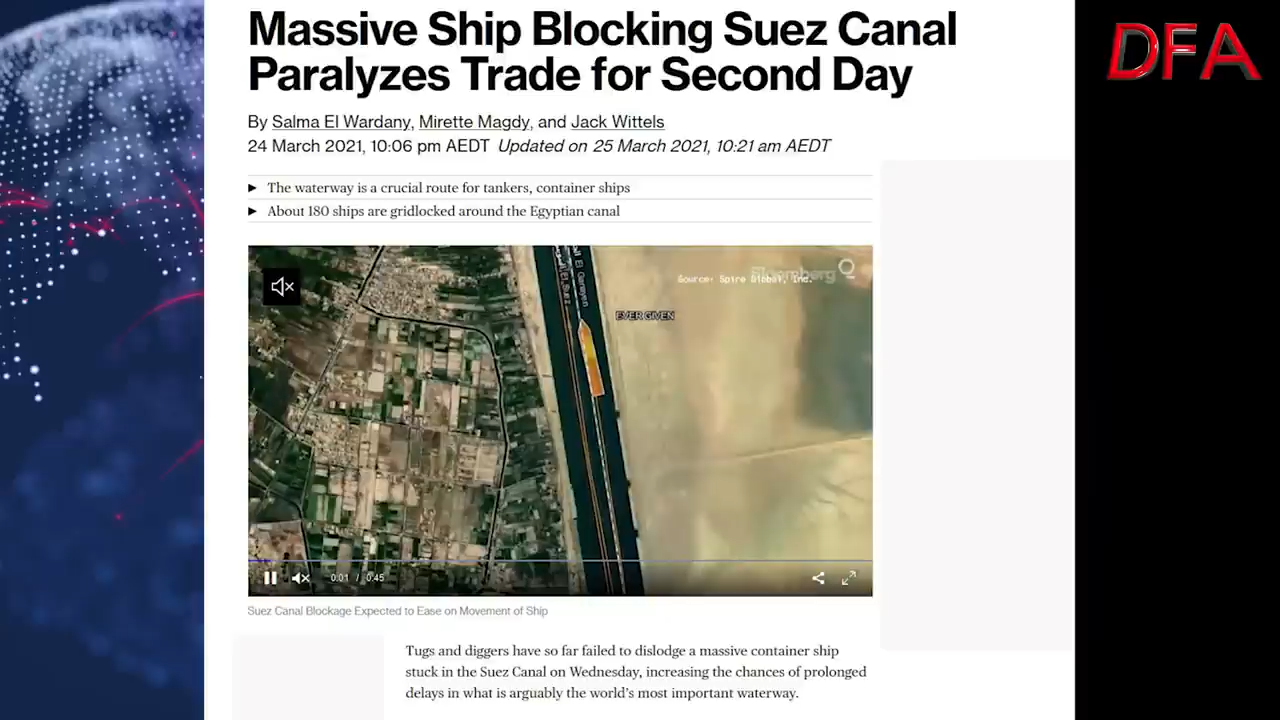 Massive Ship Blocking Suez Canal
Paralyzes Trade for Second Day
DFA
By Salma El Wardany, Mirette Magdy, and Jack Wittels
24 March 2021, 10:06 pm AEDT Updated on 25 March 2021, 10:21 am AEDT
► The waterway is a crucial route for tankers, container ships
► About 180 ships are gridlocked around the Egyptian canal
Bloomberg Q
Source: Spire Global, Inc.
EVER GIVEN
0:01 / 0:45
Suez Canal Blockage Expected to Ease on Movement of Ship
Tugs and diggers have so far failed to dislodge a massive container ship
stuck in the Suez Canal on Wednesday, increasing the chances of prolonged
delays in what is arguably the world's most important waterway.